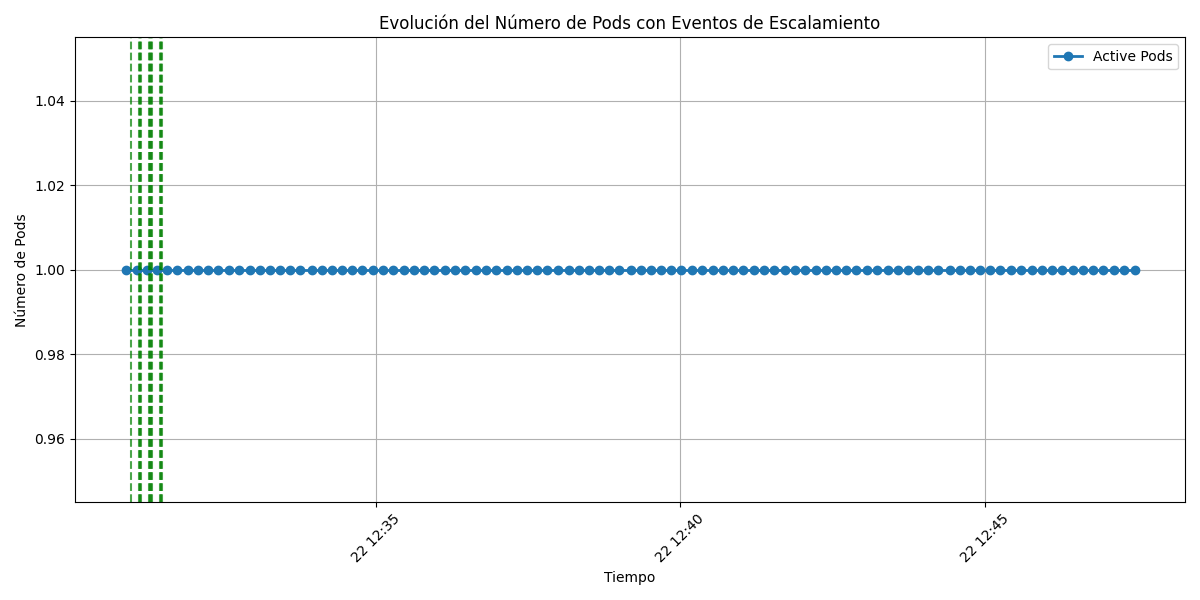 Evolución del Número de Pods con Eventos de Escalamiento
Active Pods
1.04
1.02
1.00
0.98
0.96
Número de Pods
22 12:35
22 12:40
22 12:45
Tiempo